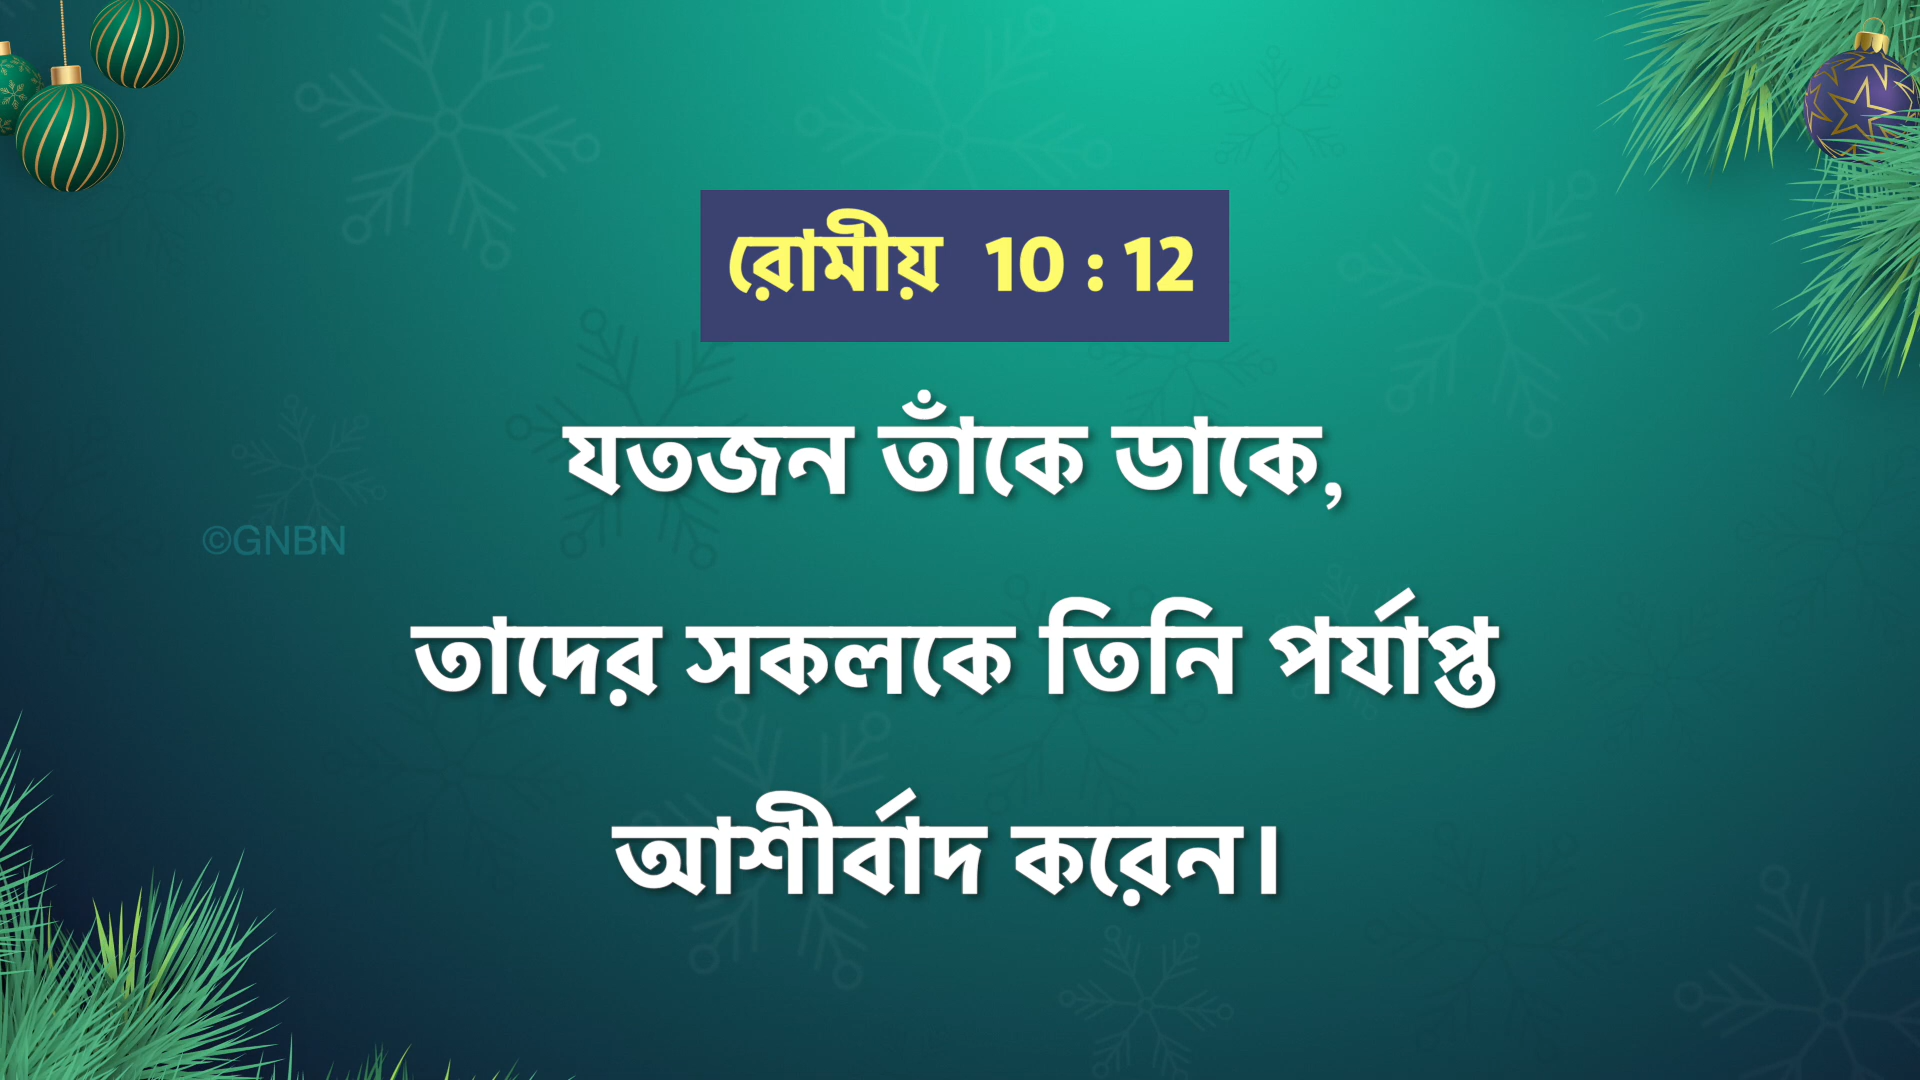 রোমীয় 10 : 12
যতজন তাঁকে ডাকে,
©GNBN
তাদের সকলকে তিনি পর্যাপ্ত
আশীর্বাদ করেন।